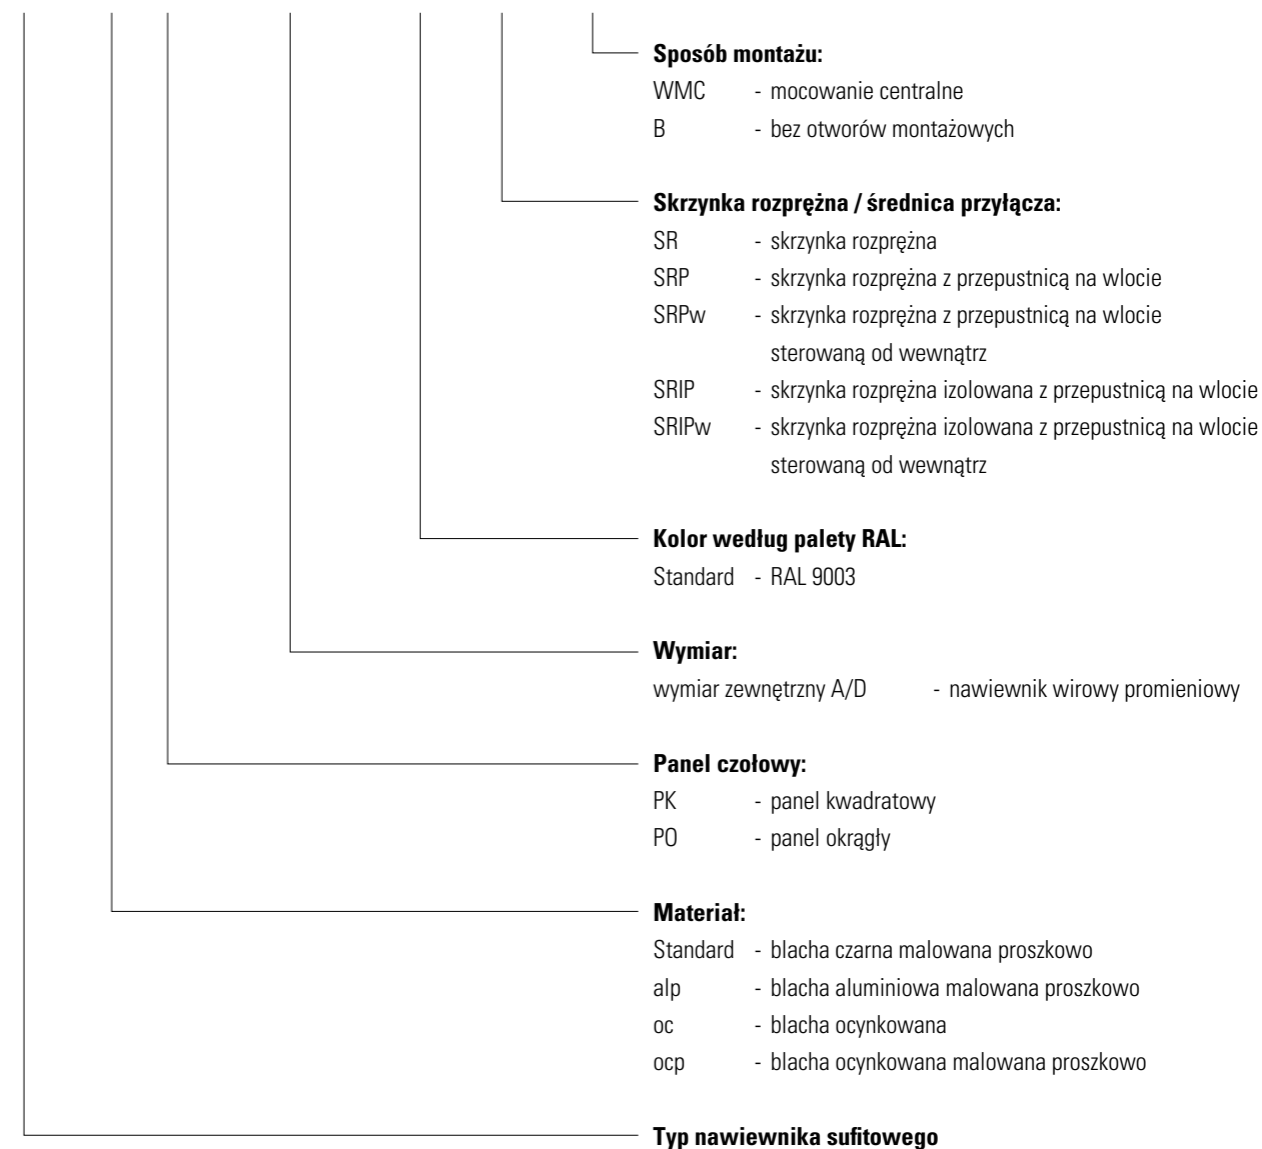 Sposób montażu:
WMC - mocowanie centralne
B - bez otworów montażowych
Skrzynka rozprężna / średnica przyłącza:
SR - skrzynka rozprężna
SRP - skrzynka rozprężna z przepustnicą na wlocie
SRPw - skrzynka rozprężna z przepustnicą na wlocie
sterowaną od wewnątrz
SRIP - skrzynka rozprężna izolowana z przepustnicą na wlocie
SRIPw - skrzynka rozprężna izolowana z przepustnicą na wlocie
sterowaną od wewnątrz
Kolor według palety RAL:
Standard - RAL 9003
Wymiar:
wymiar zewnętrzny A/D - nawiewnik wirowy promieniowy
Panel czołowy:
PK - panel kwadratowy
PO - panel okrągły
Materiał:
Standard - blacha czarna malowana proszkowo
alp - blacha aluminiowa malowana proszkowo
oc - blacha ocynkowana
ocp - blacha ocynkowana malowana proszkowo
Typ nawiewnika sufitowego